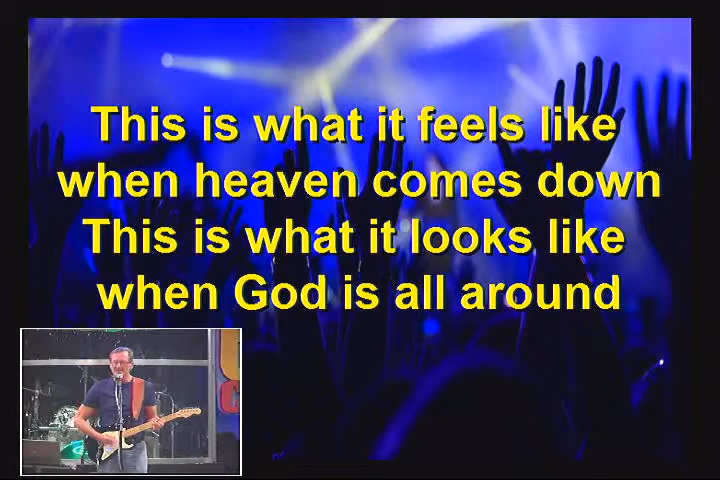 This is what it feels like
when heaven comes down
This is what it looks like
when God is all around